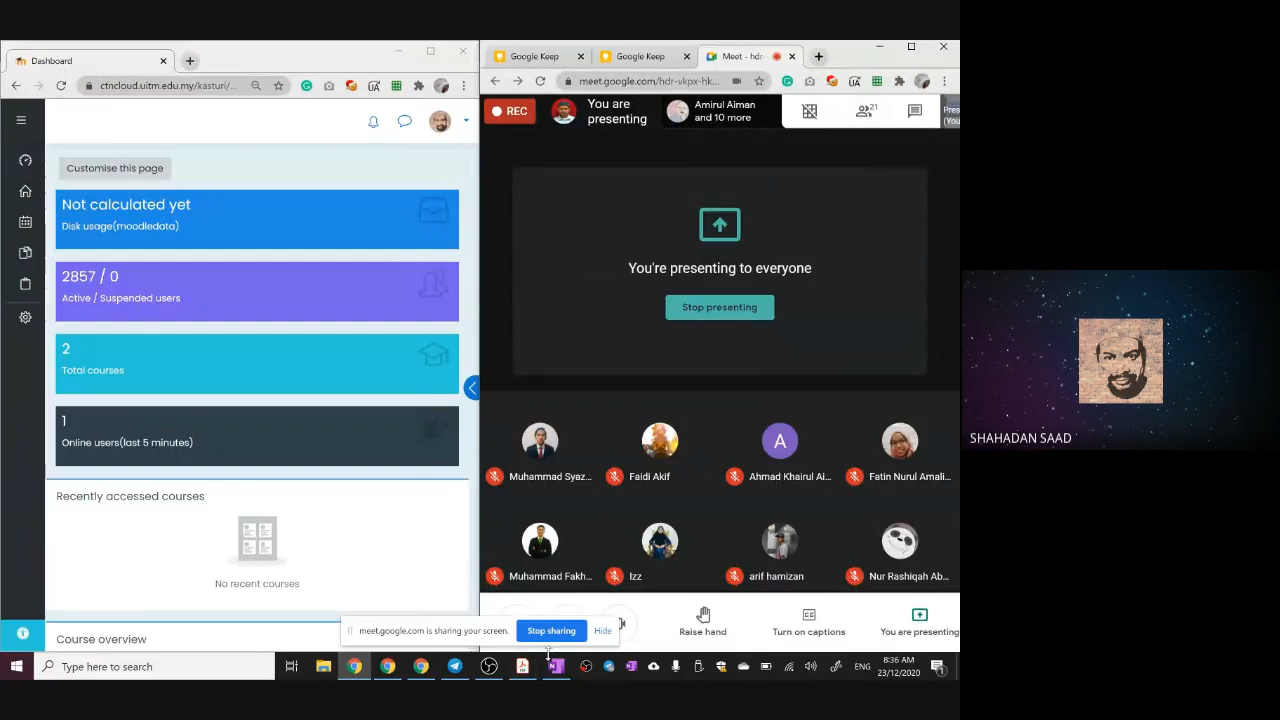 Dashboard
ctncloud.uitm.edu.my/kasturi/...
Customise this page
Not calculated yet
Disk usage(moodledata)
2857 / 0
Active / Suspended users
2
Total courses
1
Online users(last 5 minutes)
Recently accessed courses
No recent courses
Course overview
Google Keep
Google Keep
Meet - hdr-
meet.google.com/hdr-vkpx-hk...
REC
You are
presenting
Amirul Aiman
and 10 more
21
Pres
(You
You're presenting to everyone
Stop presenting
Muhammad Syaz...
Faidi Akif
A
Ahmad Khairul Ai...
Fatin Nurul Amali...
Muhammad Fakh...
Izz
arif hamizan
Nur Rashiqah Ab...
Raise hand
Turn on captions
You are presenting
meet.google.com is sharing your screen.
Stop sharing
Hide
Type here to search
ENG
8:36 AM
23/12/2020
SHAHADAN SAAD